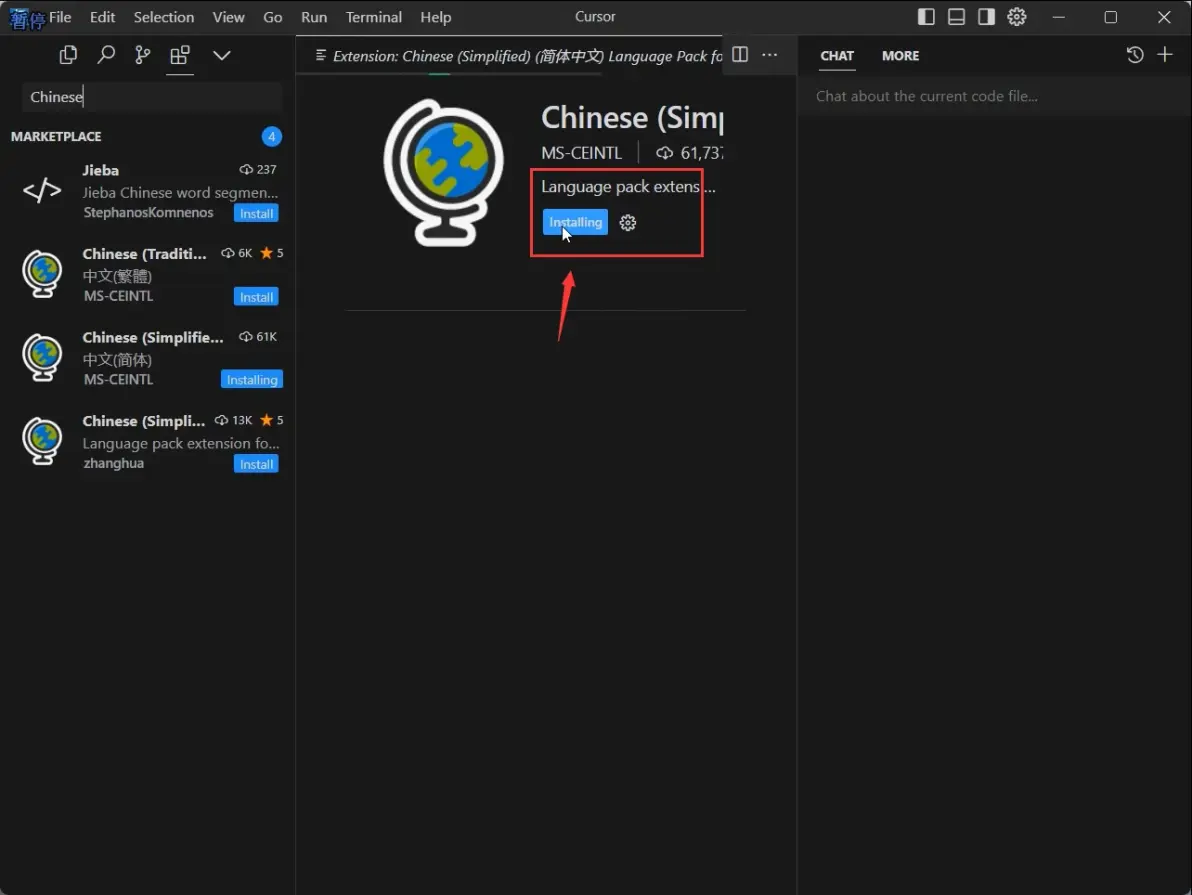 暂停 File Edit Selection View Go Run Terminal Help Cursor
Extension: Chinese (Simplified) (简体中文) Language Pack fo
CHAT MORE
Chinese
MARKETPLACE 4
Jieba 237
Jieba Chinese word segmen...
StephanosKomnenos Install
Chinese (Traditi... 6K 5
中文(繁體)
MS-CEINTL Install
Chinese (Simplifie... 61K
中文(简体)
MS-CEINTL Installing
Chinese (Simpli... 13K 5
Language pack extension fo...
zhanghua Install
Chinese (Simp
MS-CEINTL 61,737
Language pack extens...
Installing
Chat about the current code file...